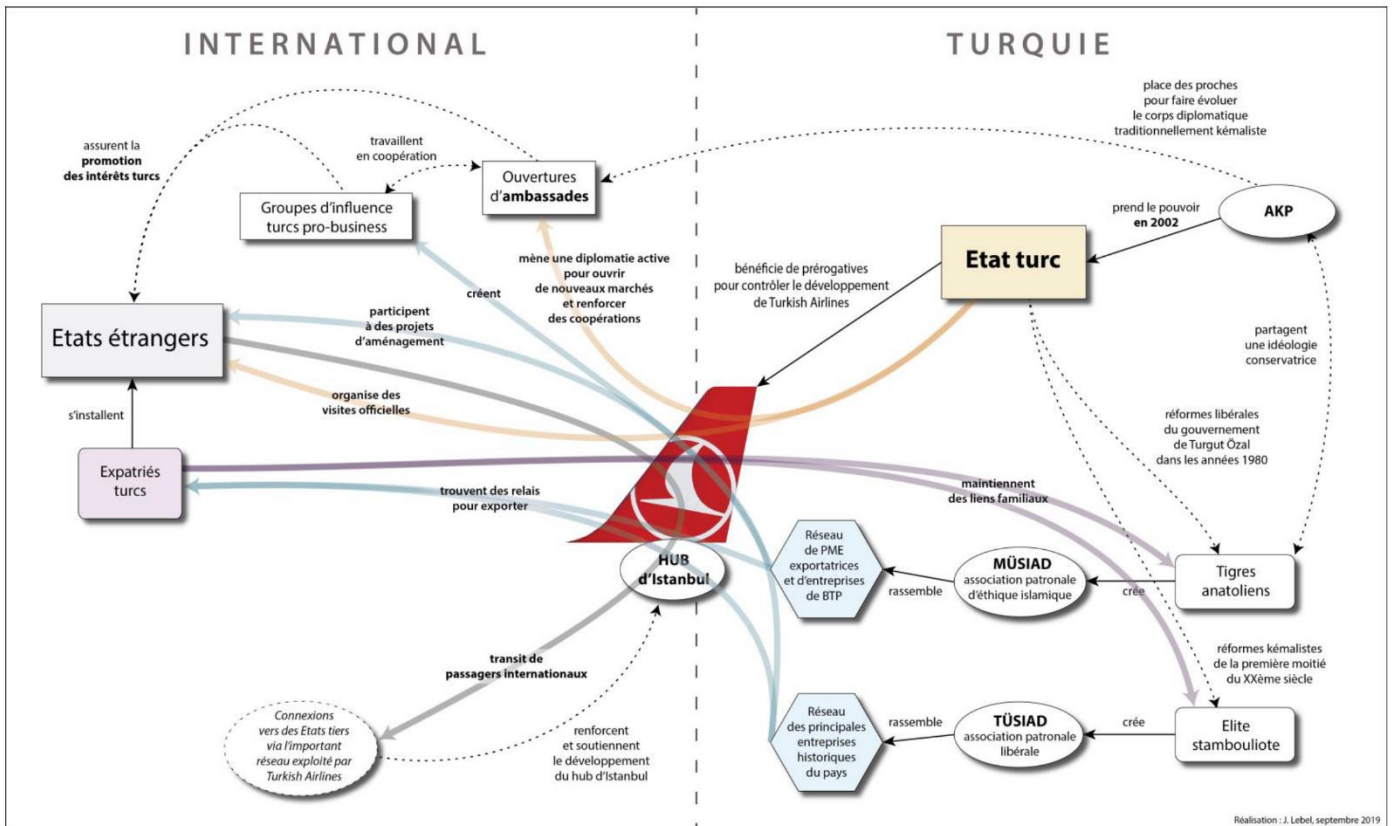 INTERNATIONAL
TURQUIE
place des proches
pour faire évoluer
le corps diplomatique
traditionnellement kémaliste
assurent la
promotion
des intérêts turcs
travaillent
en coopération
Ouvertures
d'ambassades
Groupes d'influence
turcs pro-business
prend le pouvoir
en 2002
AKP
Etat turc
mène une diplomatie active
pour ouvrir
de nouveaux marchés
et renforcer
des coopérations
bénéficie de prérogatives
pour contrôler le développement
de Turkish Airlines
créent
participent
à des projets
d'aménagement
Etats étrangers
partagent
une idéologie
conservatrice
organise des
visites officielles
s'installent
réformes libérales
du gouvernement
de Turgut Özal
dans les années 1980
Expatriés
turcs
trouvent des relais
pour exporter
maintiennent
des liens familiaux
HUB
d'Istanbul
Réseau
de PME
exportatrices
et d'entreprises
de BTP
rassemble
MÜSIAD
association patronale
d'éthique islamique
crée
Tigres
anatoliens
transit de
passagers internationaux
réformes kémalistes
de la première moitié
du XXème siècle
Connexions
vers des Etats tiers
via l'important
réseau exploité par
Turkish Airlines
renforcent
et soutiennent
le développement
du hub d'Istanbul
Réseau
des principales
entreprises
historiques
du pays
rassemble
TÜSIAD
association patronale
libérale
crée
Elite
stambouliote
Réalisation : J. Lebel, septembre 2019